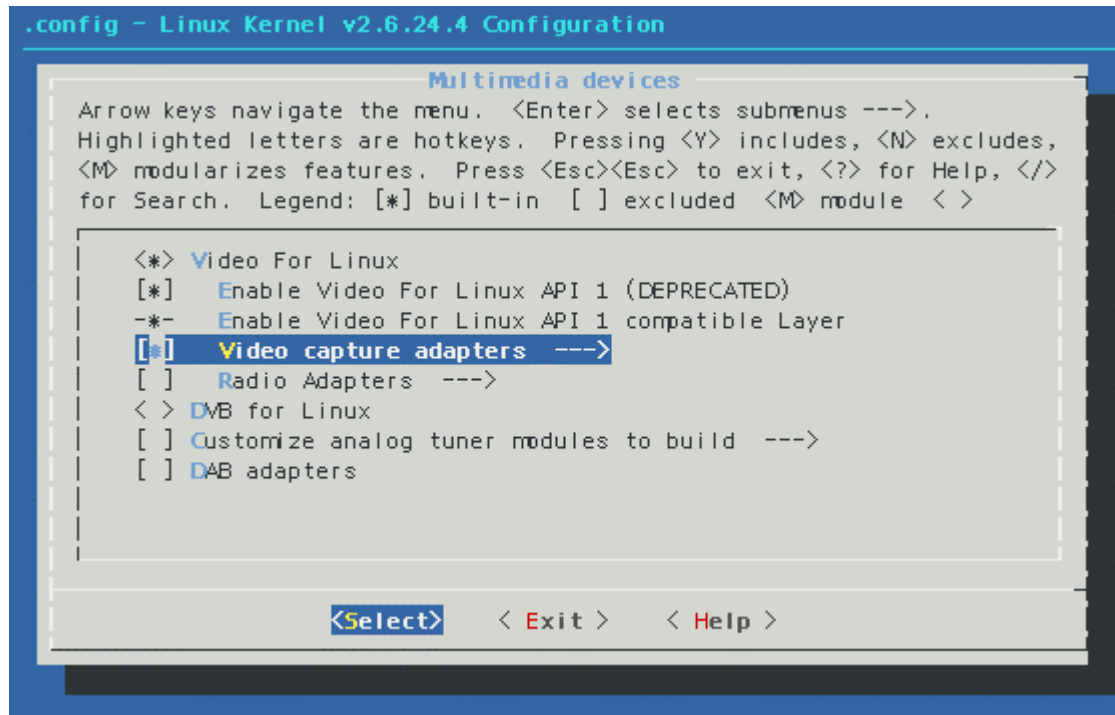 .config - Linux Kernel v2.6.24.4 Configuration
Multimedia devices
Arrow keys navigate the menu.  <Enter> selects submenus --->.
Highlighted letters are hotkeys.  Pressing <Y> includes, <N> excludes,
<M> modularizes features.  Press <Esc><Esc> to exit, <?> for Help, </>
for Search.  Legend: [*] built-in  [ ] excluded  <M> module  < >
<*> Video For Linux
[*]   Enable Video For Linux API 1 (DEPRECATED)
-*-   Enable Video For Linux API 1 compatible Layer
[*]   Video capture adapters  --->
[ ]   Radio Adapters  --->
< > DVB for Linux
[ ] Customize analog tuner modules to build  --->
[ ] DAB adapters
<Select>    < Exit >    < Help >